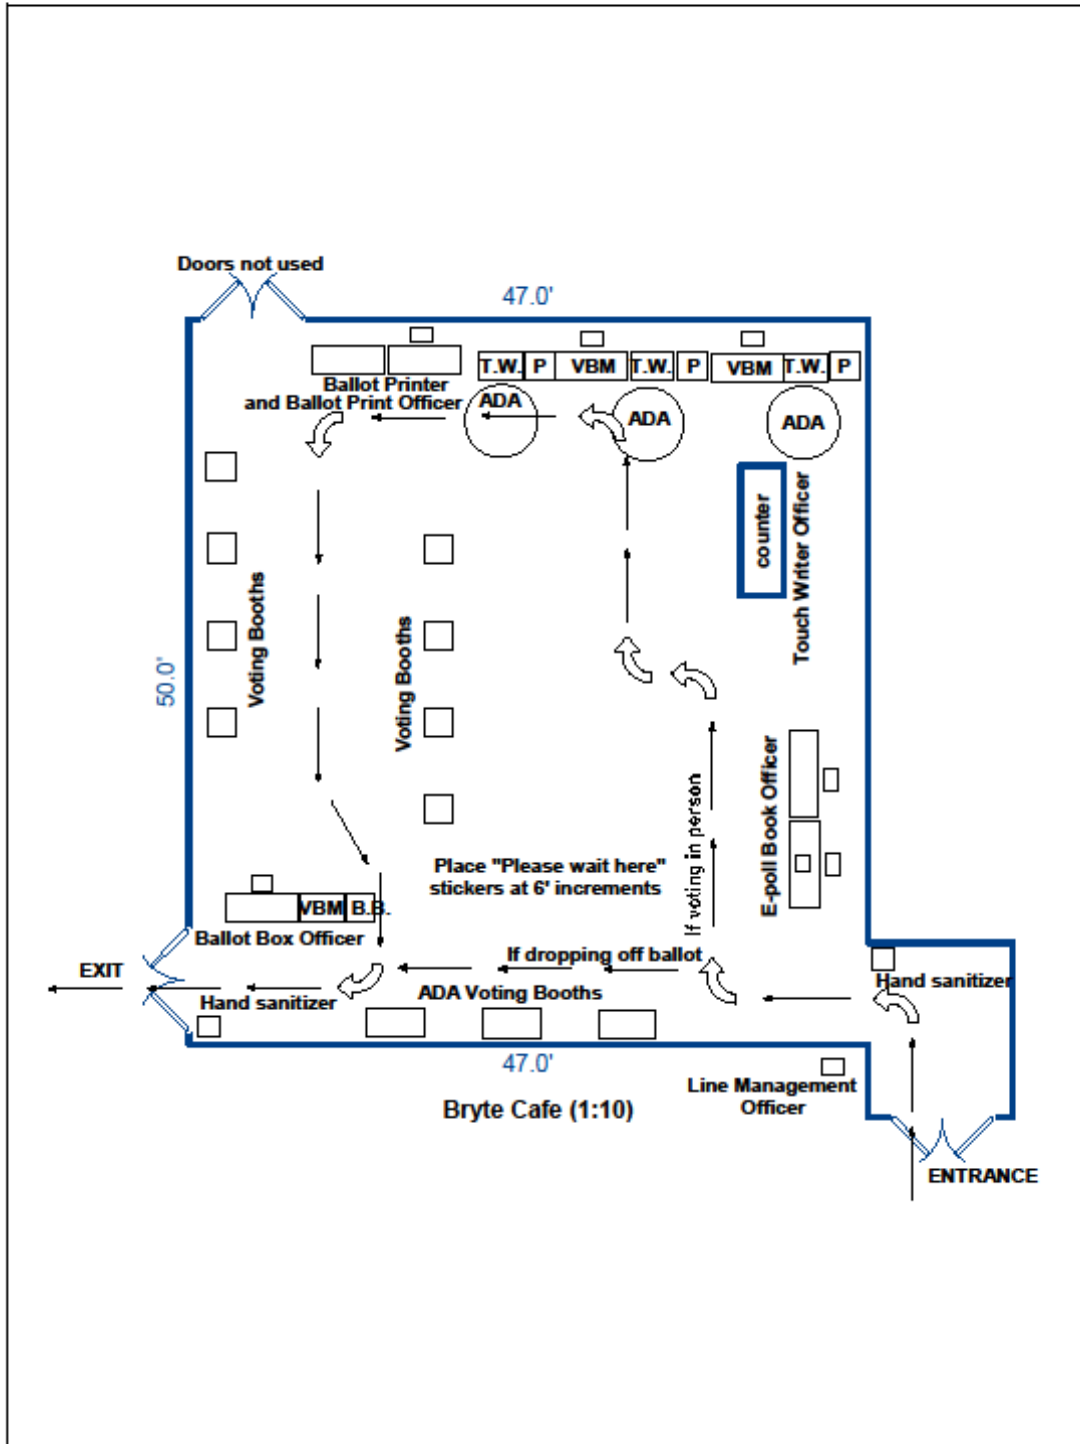 Doors not used
47.0'
T.W. P VBM T.W. P VBM T.W. P
Ballot Printer
and Ballot Print Officer
ADA
ADA
ADA
counter
Touch Writer Officer
Voting Booths
Voting Booths
50.0'
If voting in person
E-poll Book Officer
Place "Please wait here"
stickers at 6' increments
VBM B.B.
Ballot Box Officer
If dropping off ballot
EXIT
Hand sanitizer
ADA Voting Booths
Hand sanitizer
47.0'
Line Management
Officer
Bryte Cafe (1:10)
ENTRANCE